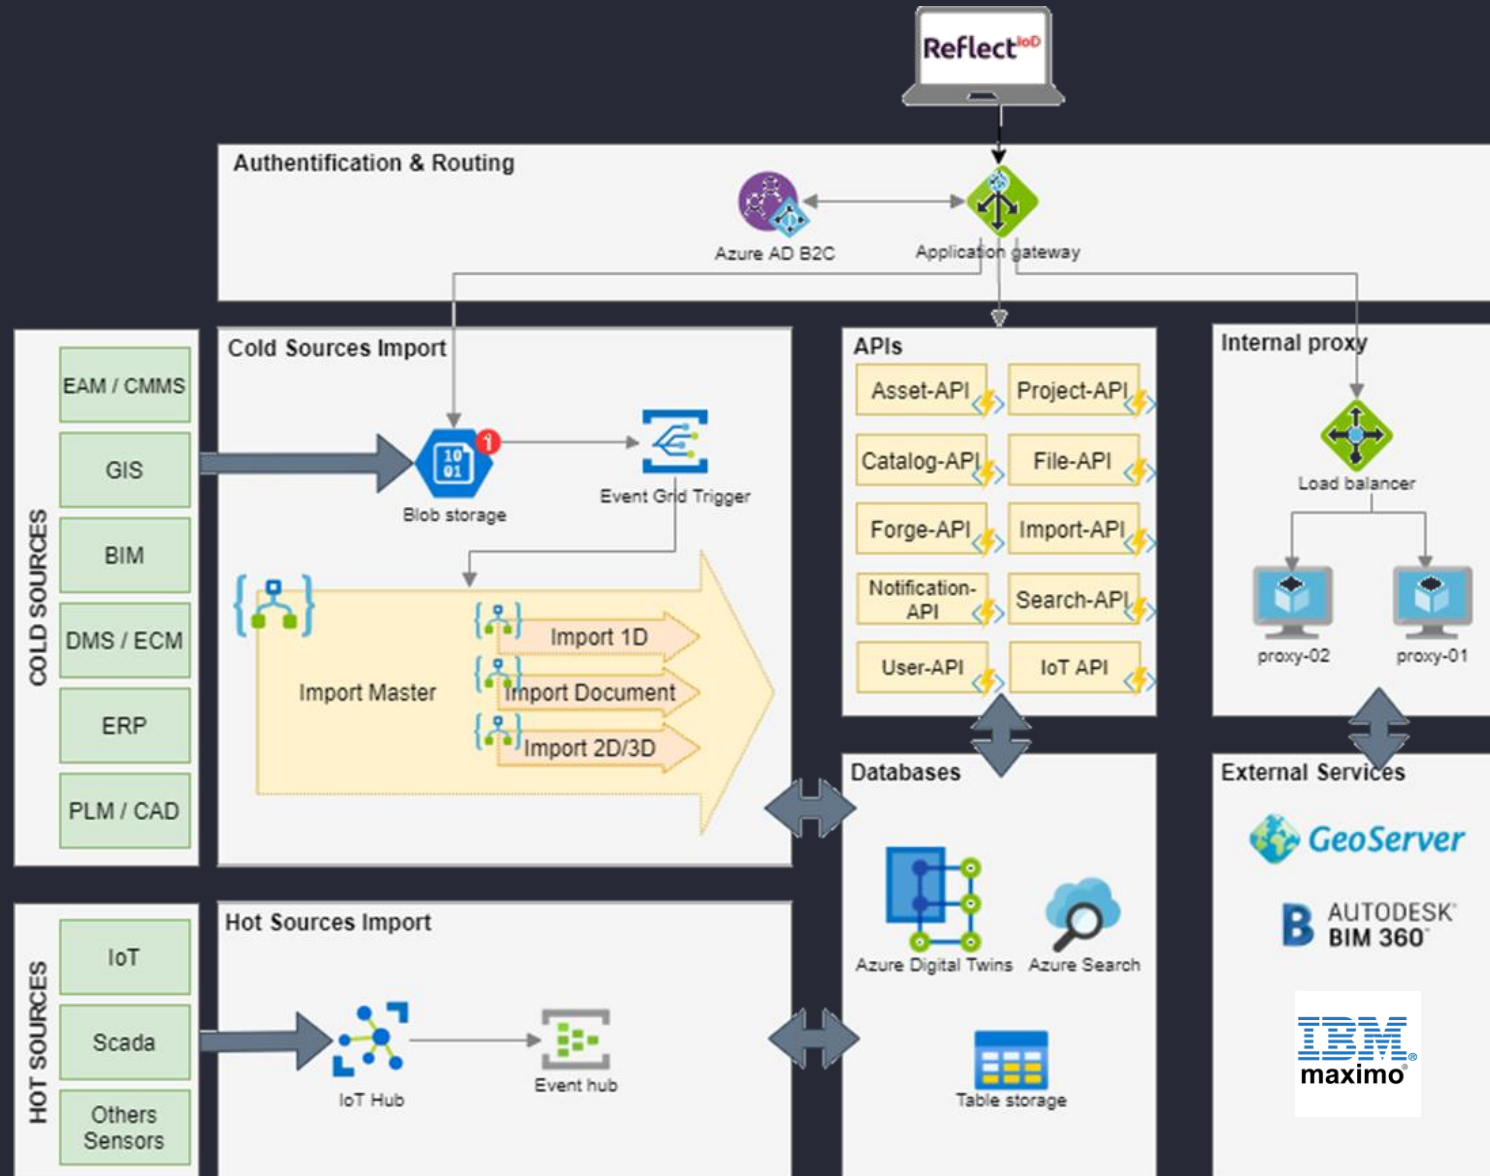 ReflectIoD
Authentification & Routing
Azure AD B2C
Application gateway
COLD SOURCES
EAM / CMMS
GIS
BIM
DMS / ECM
ERP
PLM / CAD
Cold Sources Import
10
01
1
Blob storage
Event Grid Trigger
Import Master
Import 1D
Import Document
Import 2D/3D
APIs
Asset-API
Project-API
Catalog-API
File-API
Forge-API
Import-API
Notification-
API
Search-API
User-API
IoT API
Internal proxy
Load balancer
proxy-02
proxy-01
HOT SOURCES
IoT
Scada
Others
Sensors
Hot Sources Import
IoT Hub
Event hub
Databases
Azure Digital Twins
Azure Search
Table storage
External Services
GeoServer
B AUTODESK
BIM 360™
IBM®
maximo®